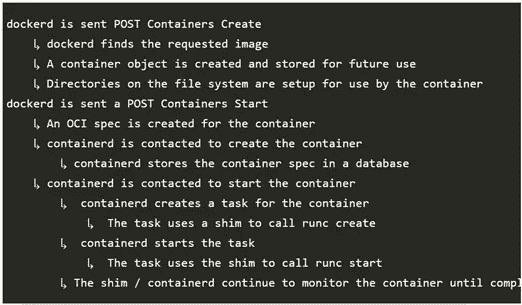 dockerd is sent POST Containers Create
↳ dockerd finds the requested image
↳ A container object is created and stored for future use
↳ Directories on the file system are setup for use by the container
dockerd is sent a POST Containers Start
↳ An OCI spec is created for the container
↳ containerd is contacted to create the container
↳ containerd stores the container spec in a database
↳ containerd is contacted to start the container
↳ containerd creates a task for the container
↳ The task uses a shim to call runc create
↳ containerd starts the task
↳ The task uses the shim to call runc start
↳ The shim / containerd continue to monitor the container until compl